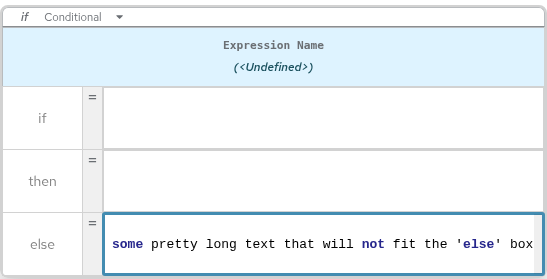 if Conditional
Expression Name
(<Undefined>)
if =
then =
else = some pretty long text that will not fit the 'else' box